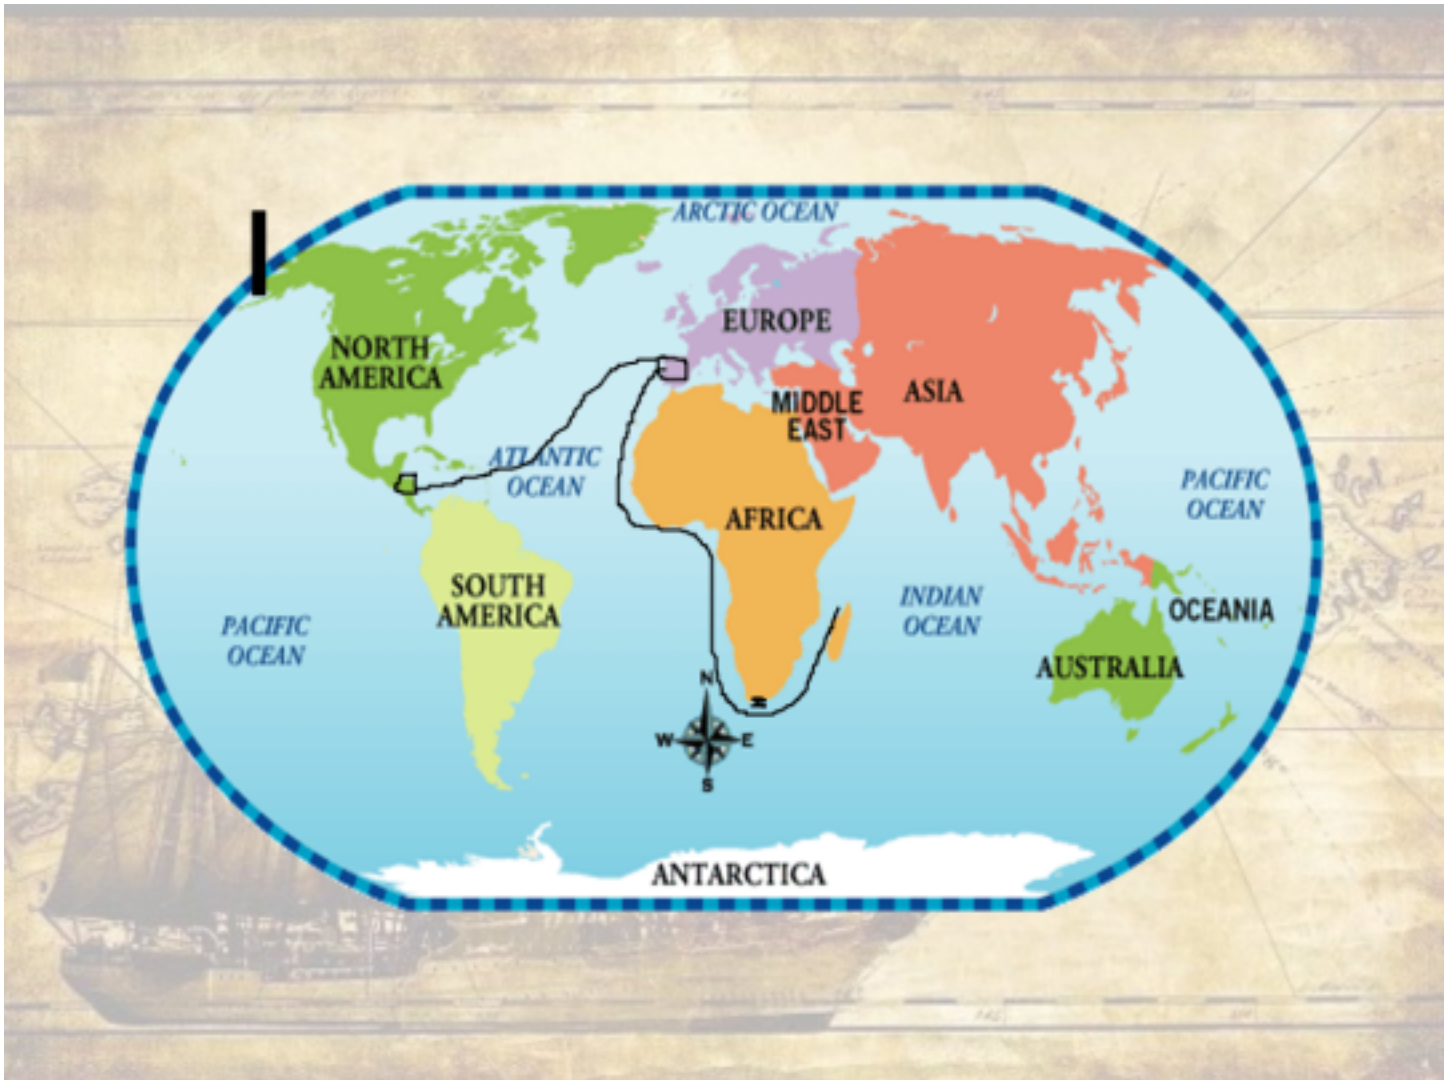 ARCTIC OCEAN
EUROPE
NORTH
AMERICA
ASIA
MIDDLE
EAST
ATLANTIC
OCEAN
PACIFIC
OCEAN
AFRICA
SOUTH
AMERICA
INDIAN
OCEAN
OCEANIA
PACIFIC
OCEAN
AUSTRALIA
N
W
E
S
ANTARCTICA